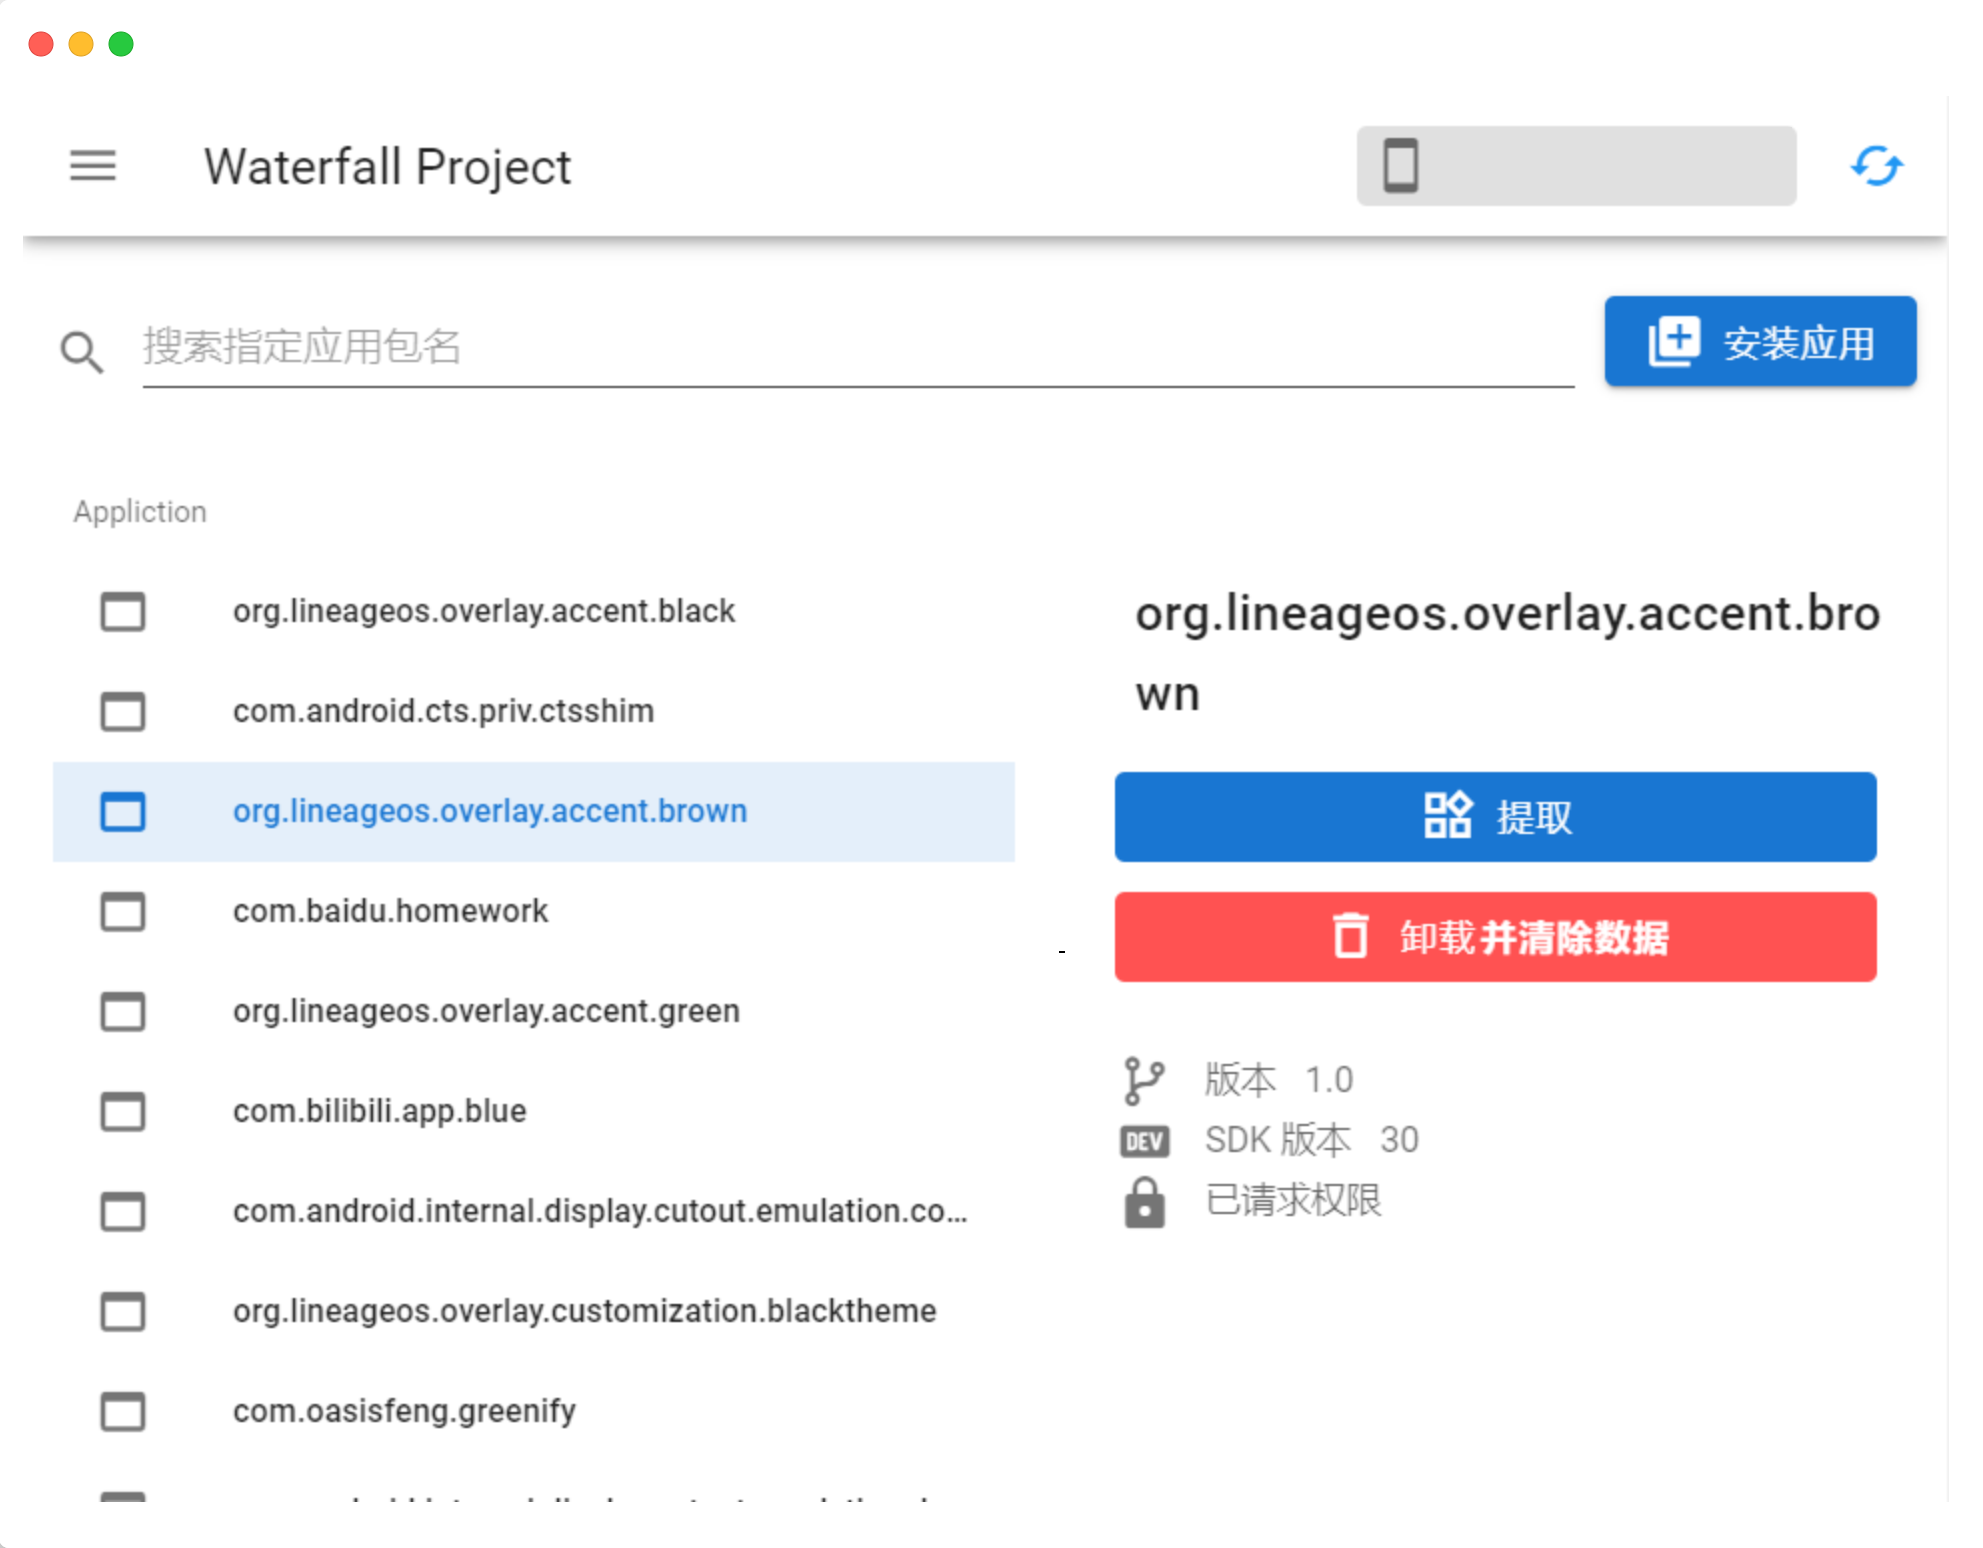 Waterfall Project
搜索指定应用包名
安装应用
Appliction
org.lineageos.overlay.accent.black
com.android.cts.priv.ctsshim
org.lineageos.overlay.accent.brown
com.baidu.homework
org.lineageos.overlay.accent.green
com.bilibili.app.blue
com.android.internal.display.cutout.emulation.co...
org.lineageos.overlay.customization.blacktheme
com.oasisfeng.greenify
org.lineageos.overlay.accent.bro
wn
提取
卸载并清除数据
版本 1.0
DEV SDK 版本 30
已请求权限